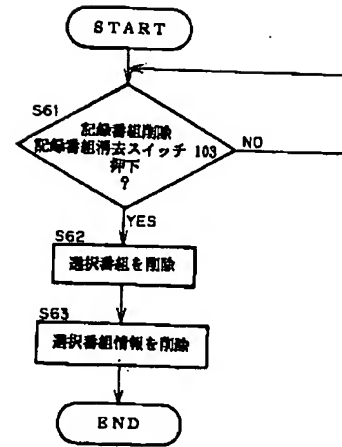 START
S61
記録番組削除
記録番組消去スイッチ 103
押下
?
NO
YES
S62
選択番組を削除
S63
選択番組情報を削除
END